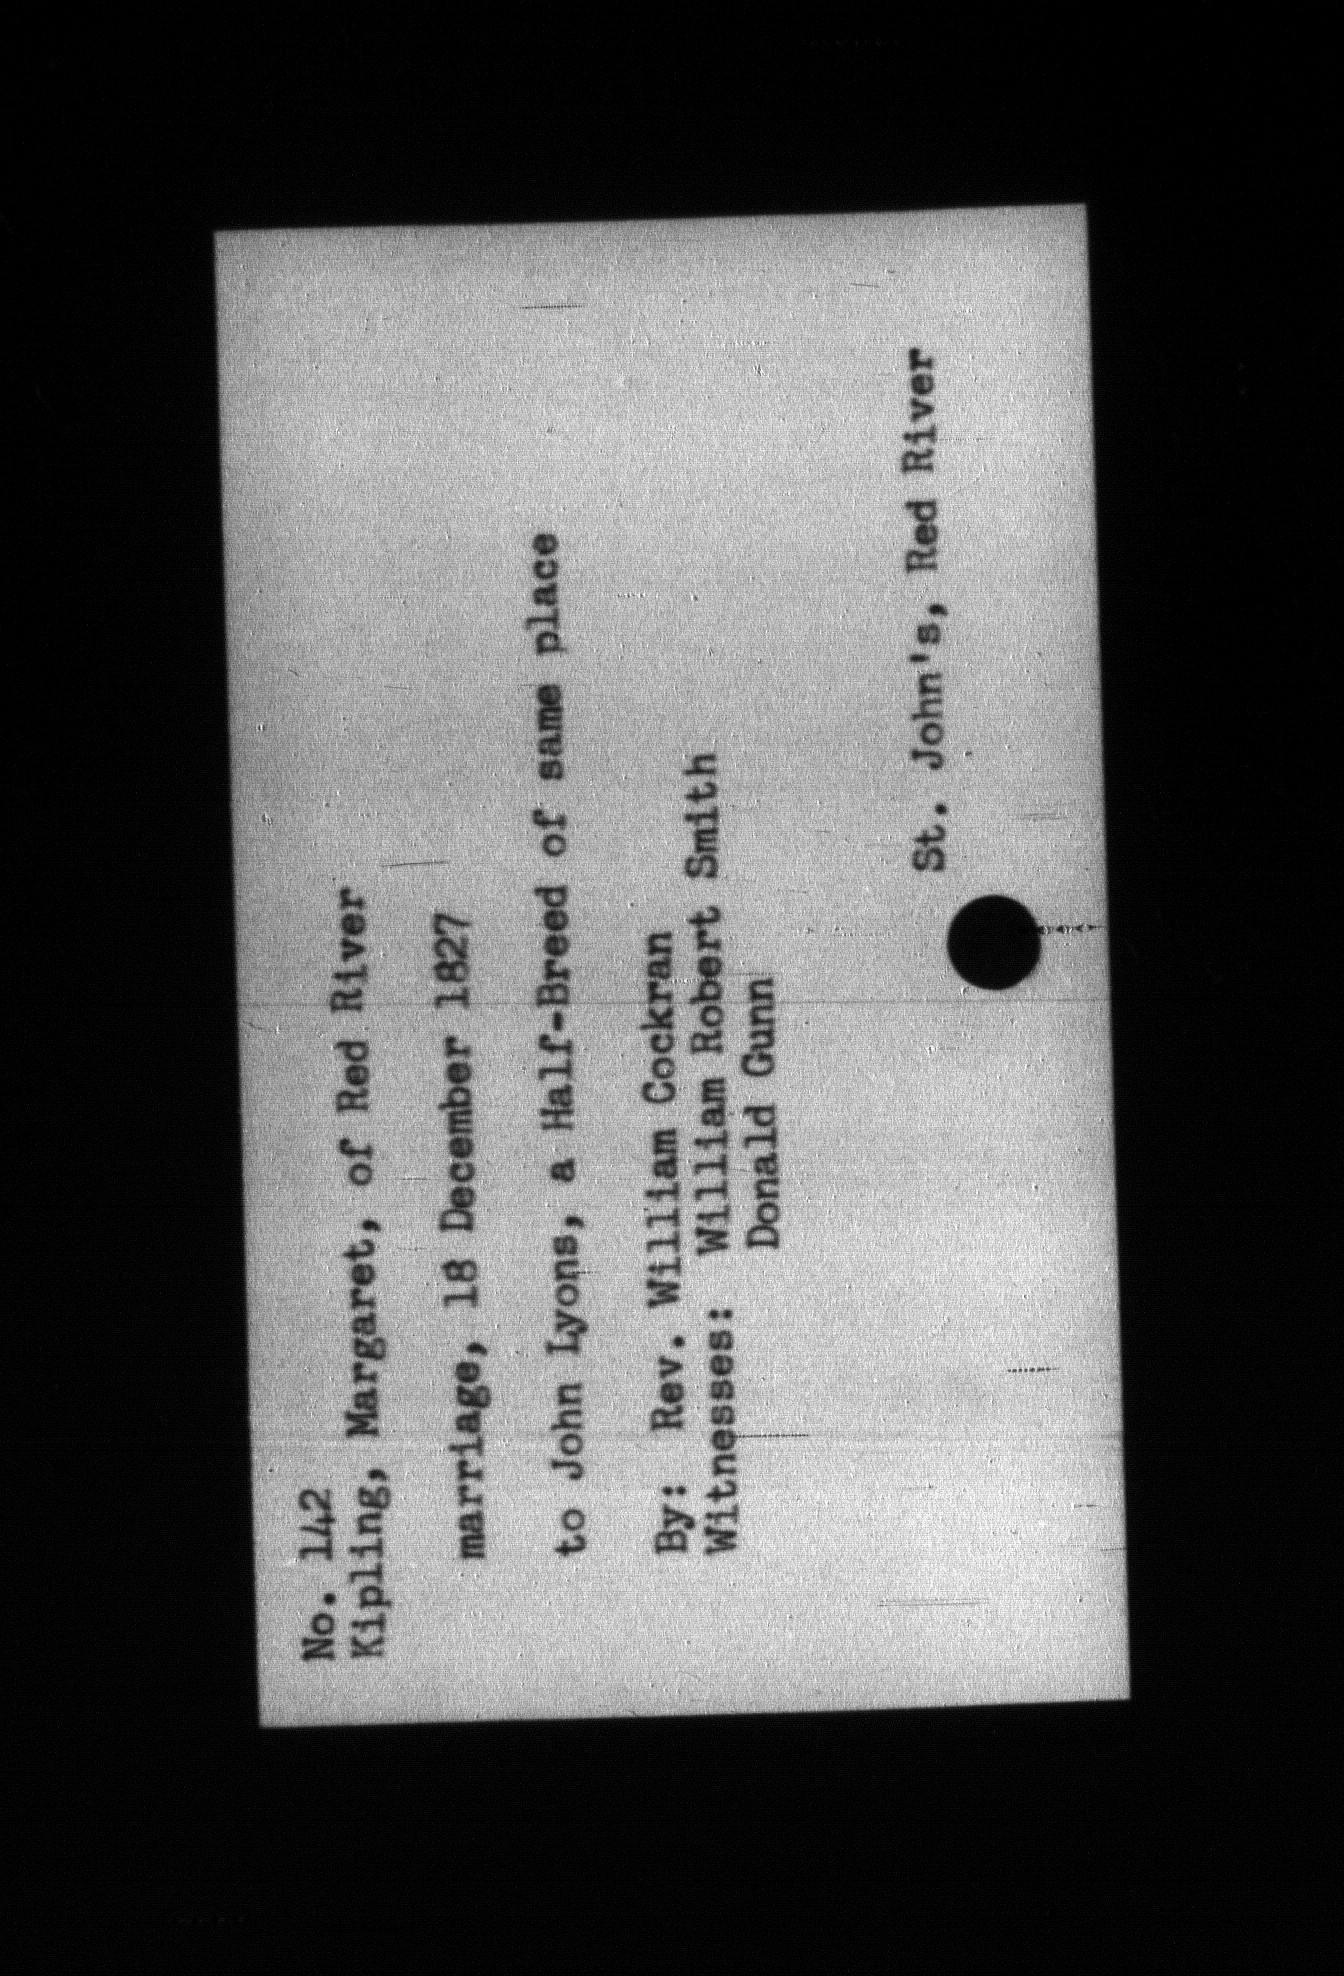 No. 142
Kipling, Margaret, of Red River
marriage, 18 December 1827
to John Lyons, a Half-Breed of same place
By: Rev. William Cockran
Witnesses: William Robert Smith
Donald Gunn
St. John's, Red River